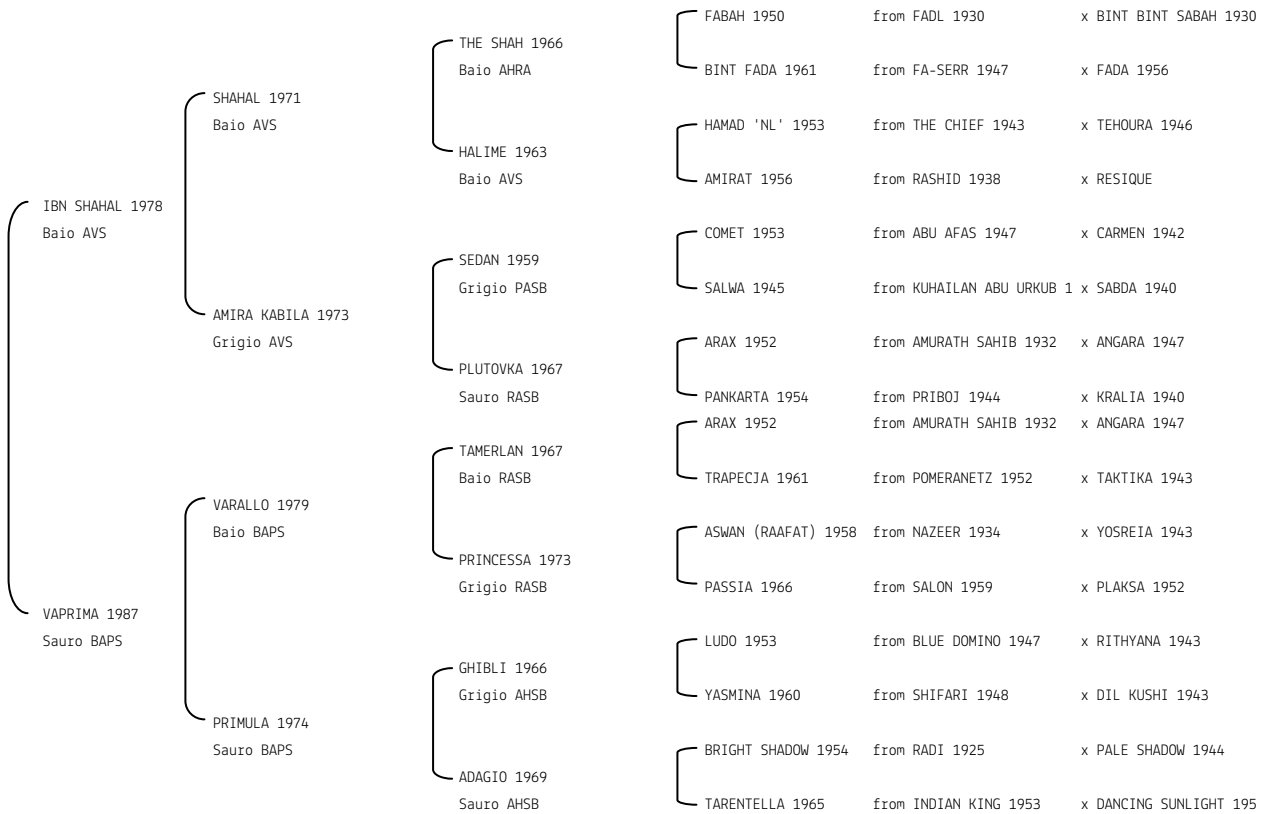 FABAH 1950 from FADL 1930 x BINT BINT SABAH 1930
THE SHAH 1966
Baio AHRA BINT FADA 1961 from FA-SERR 1947 x FADA 1956
SHAHAL 1971
Baio AVS HAMAD 'NL' 1953 from THE CHIEF 1943 x TEHOURA 1946
HALIME 1963
Baio AVS AMIRAT 1956 from RASHID 1938 x RESIQUE
IBN SHAHAL 1978
Baio AVS COMET 1953 from ABU AFAS 1947 x CARMEN 1942
SEDAN 1959
Grigio PASB SALWA 1945 from KUHAILAN ABU URKUB 1 x SABDA 1940
AMIRA KABILA 1973
Grigio AVS ARAX 1952 from AMURATH SAHIB 1932 x ANGARA 1947
PLUTOVKA 1967
Sauro RASB PANKARTA 1954 from PRIBOJ 1944 x KRALIA 1940
ARAX 1952 from AMURATH SAHIB 1932 x ANGARA 1947
TAMERLAN 1967
Baio RASB TRAPECJA 1961 from POMERANETZ 1952 x TAKTIKA 1943
VARALLO 1979
Baio BAPS ASWAN (RAAFAT) 1958 from NAZEER 1934 x YOSREIA 1943
PRINCESSA 1973
Grigio RASB PASSIA 1966 from SALON 1959 x PLAKSA 1952
VAPRIMA 1987
Sauro BAPS LUDO 1953 from BLUE DOMINO 1947 x RITHYANA 1943
GHIBLI 1966
Grigio AHSB YASMINA 1960 from SHIFARI 1948 x DIL KUSHI 1943
PRIMULA 1974
Sauro BAPS BRIGHT SHADOW 1954 from RADI 1925 x PALE SHADOW 1944
ADAGIO 1969
Sauro AHSB TARENTELLA 1965 from INDIAN KING 1953 x DANCING SUNLIGHT 195